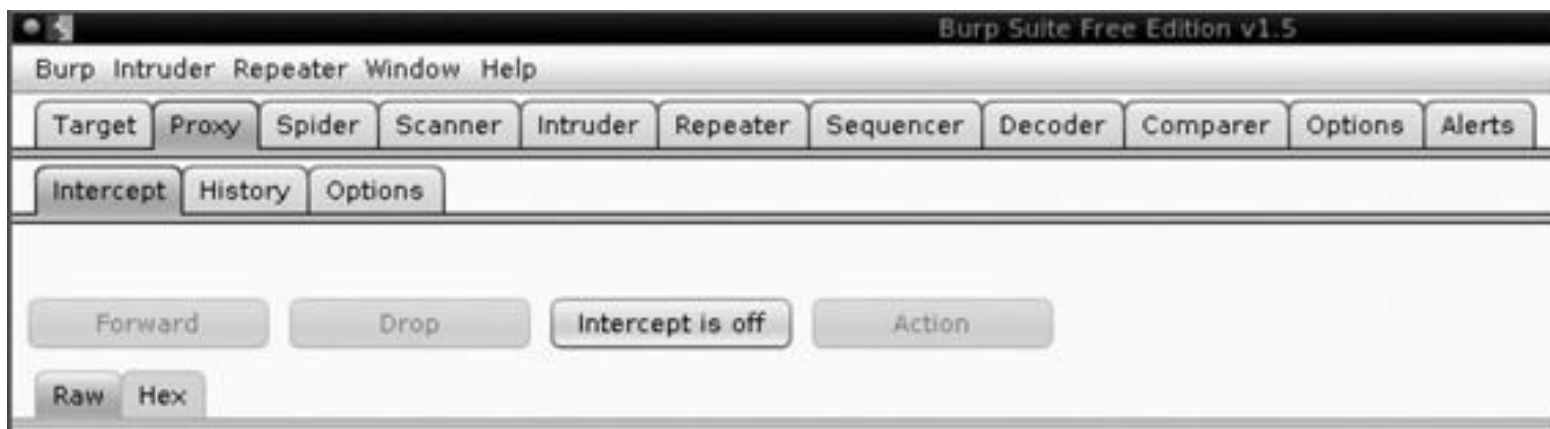 Burp Suite Free Edition v1.5
Burp Intruder Repeater Window Help
Target Proxy Spider Scanner Intruder Repeater Sequencer Decoder Comparer Options Alerts
Intercept History Options
Forward Drop Intercept is off Action
Raw Hex